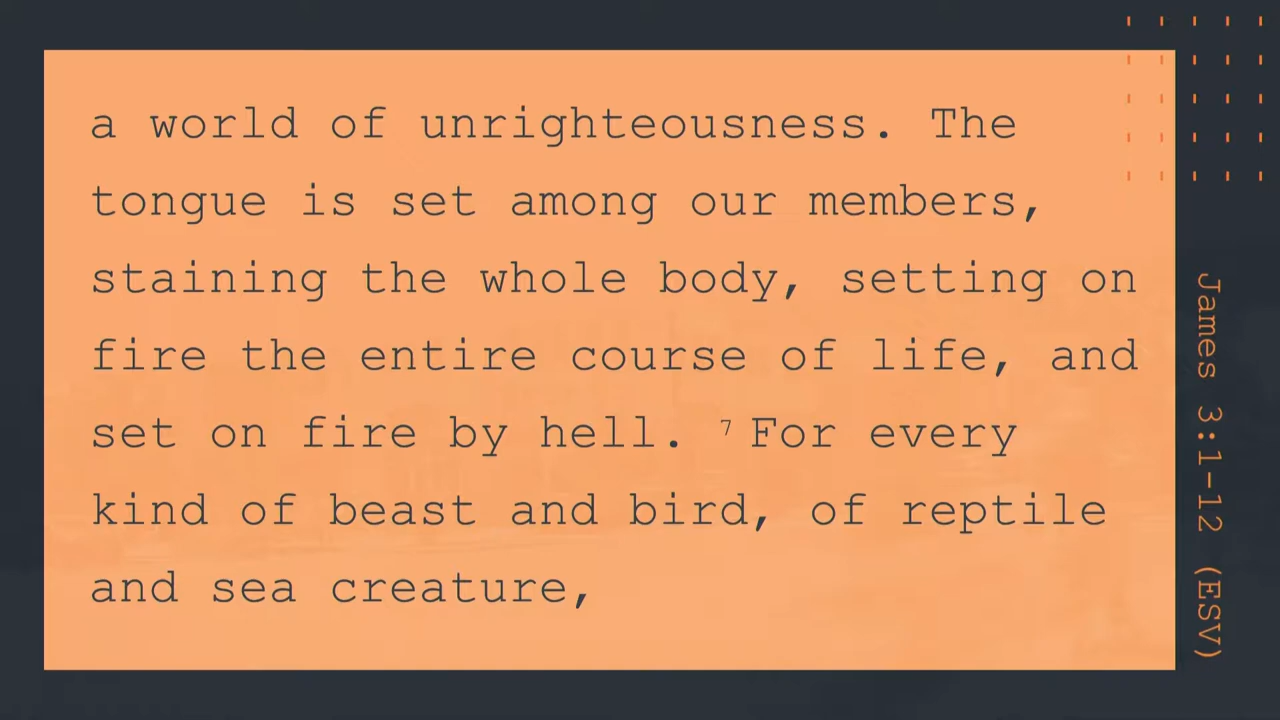 a world of unrighteousness. The
tongue is set among our members,
staining the whole body, setting on
fire the entire course of life, and
set on fire by hell. 7 For every
kind of beast and bird, of reptile
and sea creature,
James 3:1-12 (ESV)